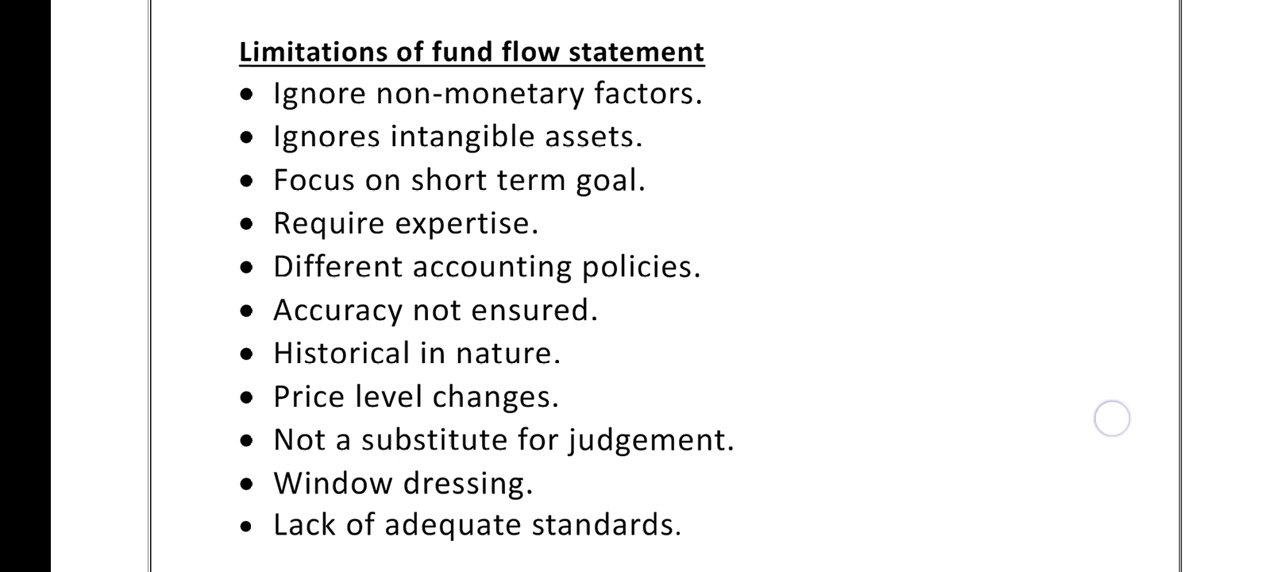 Limitations of fund flow statement
• Ignore non-monetary factors.
• Ignores intangible assets.
• Focus on short term goal.
• Require expertise.
• Different accounting policies.
• Accuracy not ensured.
• Historical in nature.
• Price level changes.
• Not a substitute for judgement.
• Window dressing.
• Lack of adequate standards.